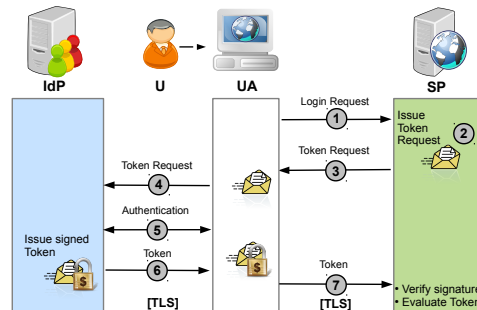 IdP
U
UA
SP
Login Request
1
Issue
Token
Request
2
Token Request
3
Token Request
4
Authentication
5
Issue signed
Token
Token
6
Token
7
[TLS]
[TLS]
• Verify signature
• Evaluate Token
$
$